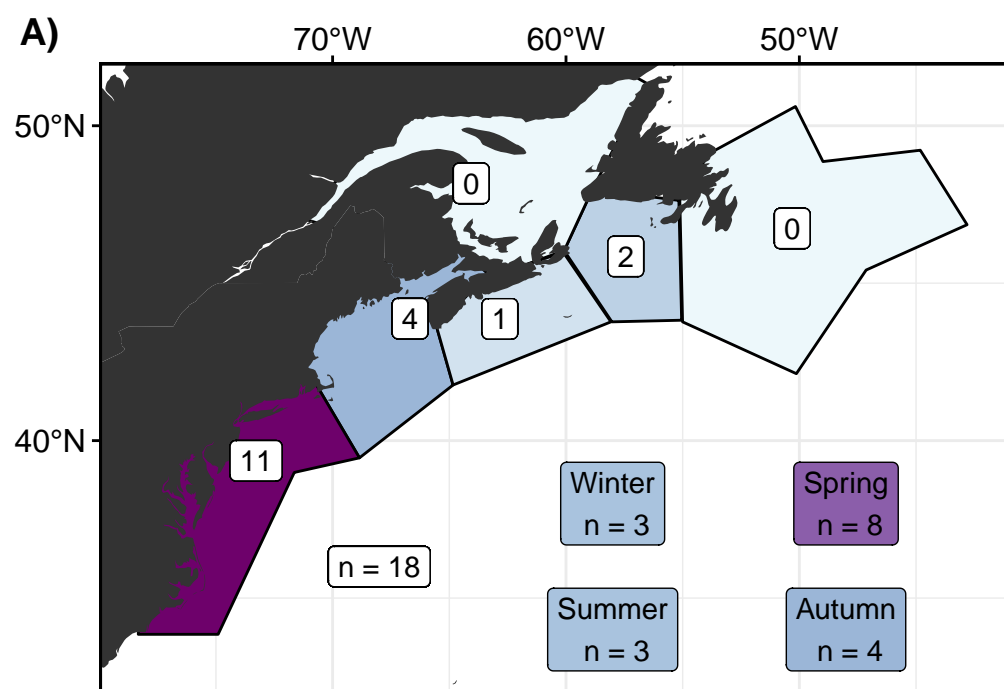 A)
70°W 60°W 50°W
50°N
40°N
0
0
2
4
1
11
n = 18
Winter
n = 3
Spring
n = 8
Summer
n = 3
Autumn
n = 4